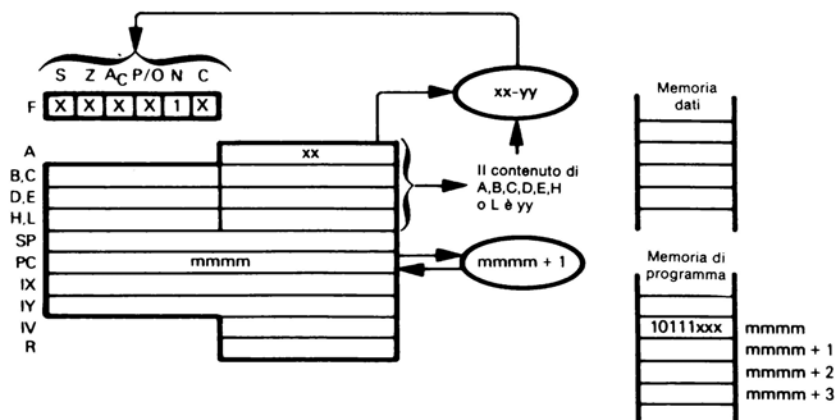 S Z AC P/O N C
F X X X X 1 X
xx-yy
A xx
B,C
D,E
H,L
SP
PC mmmm
IX
IY
IV
R
Il contenuto di
A,B,C,D,E,H
o L è yy
mmmm + 1
Memoria
dati
Memoria di
programma
10111xxx mmmm
mmmm + 1
mmmm + 2
mmmm + 3